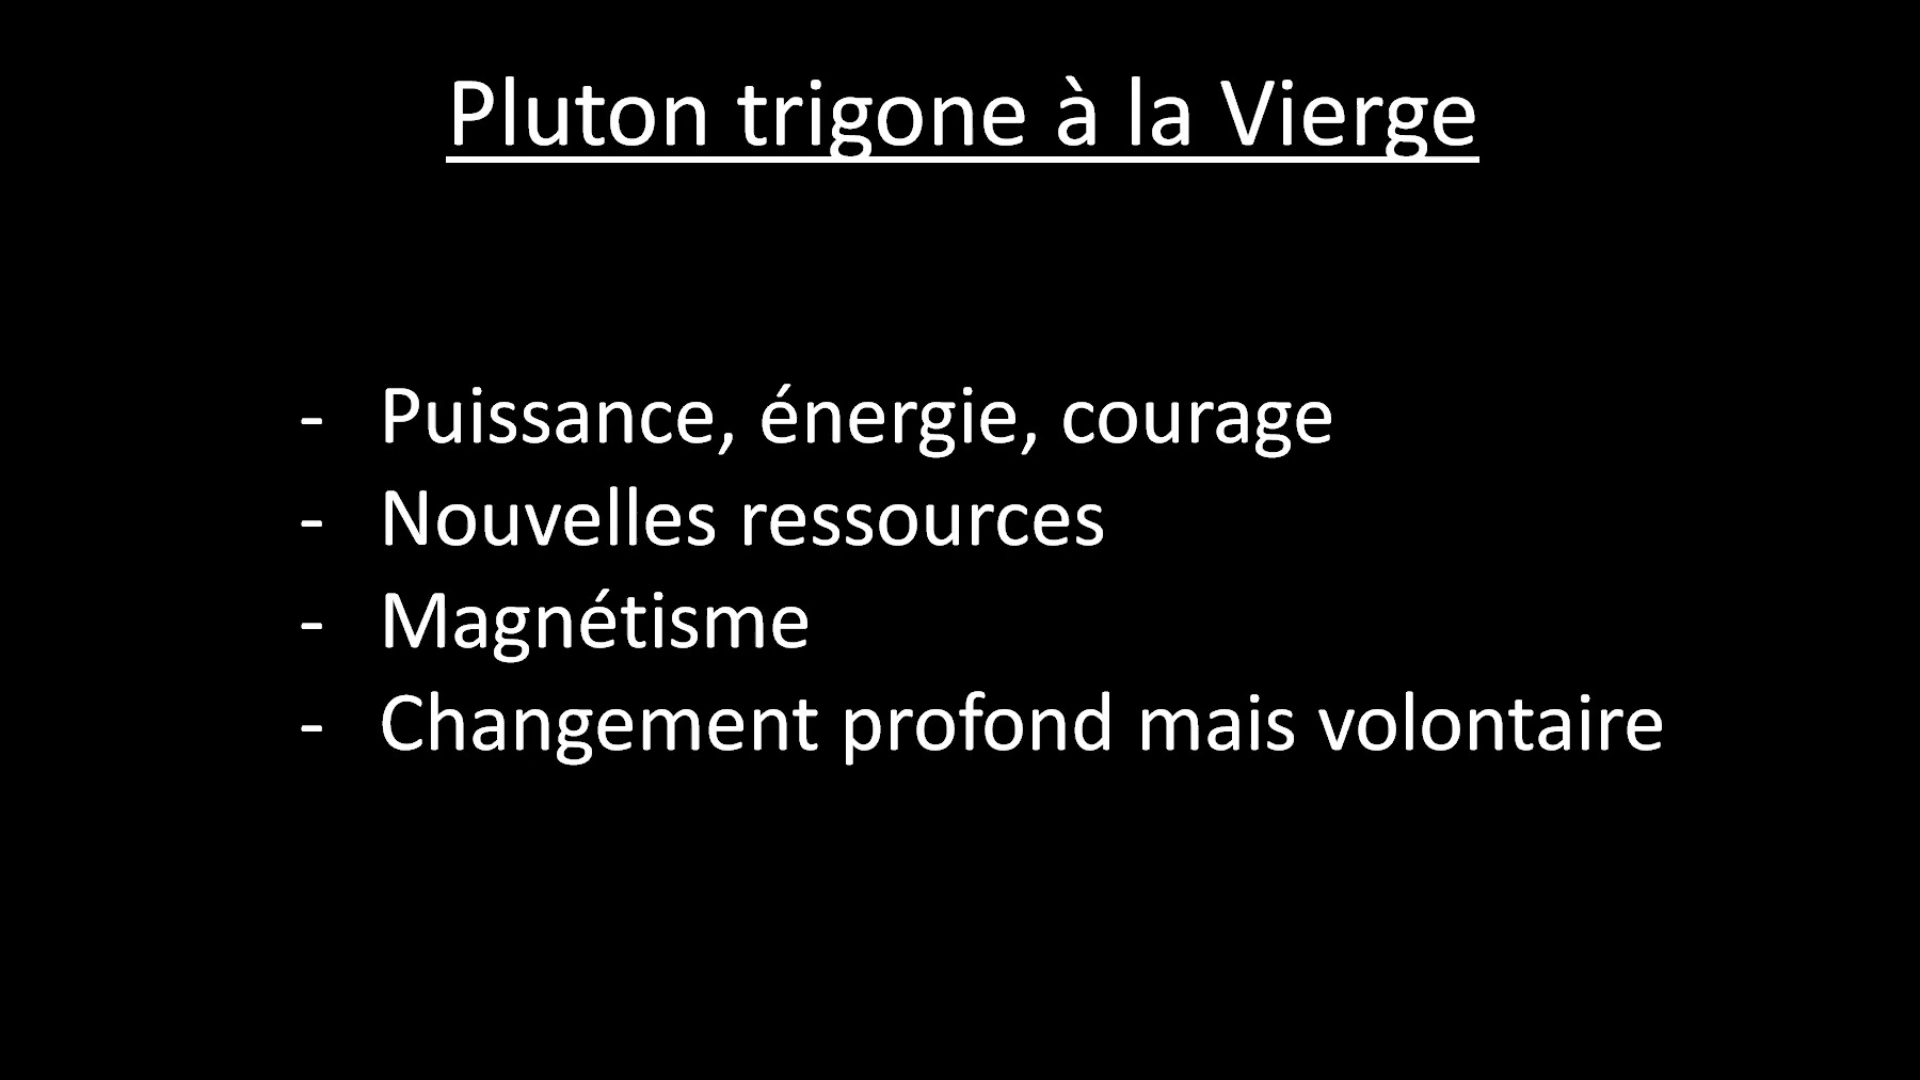 Pluton trigone à la Vierge
- Puissance, énergie, courage
- Nouvelles ressources
- Magnétisme
- Changement profond mais volontaire